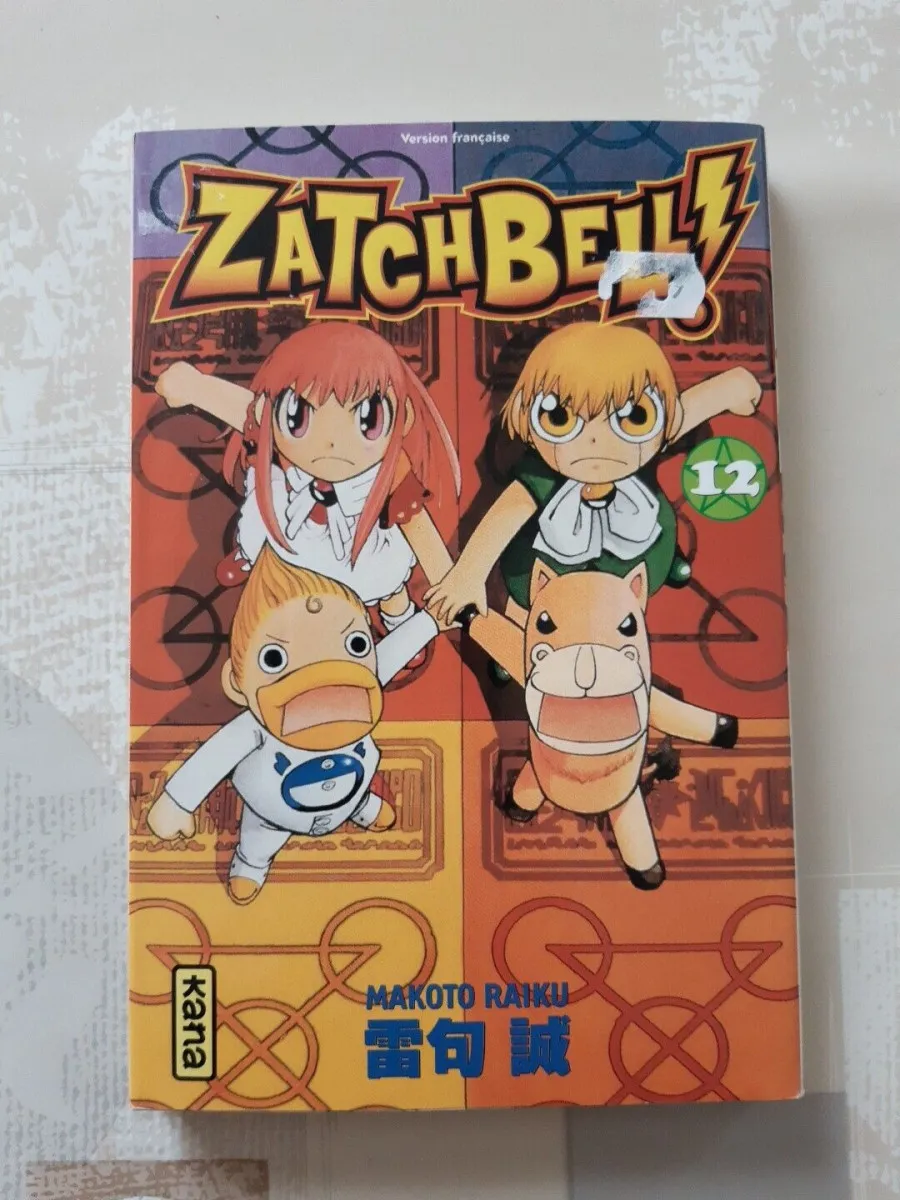 Version française
ZATCHBELL!
12
MAKOTO RAIKU
雷句 誠
kana